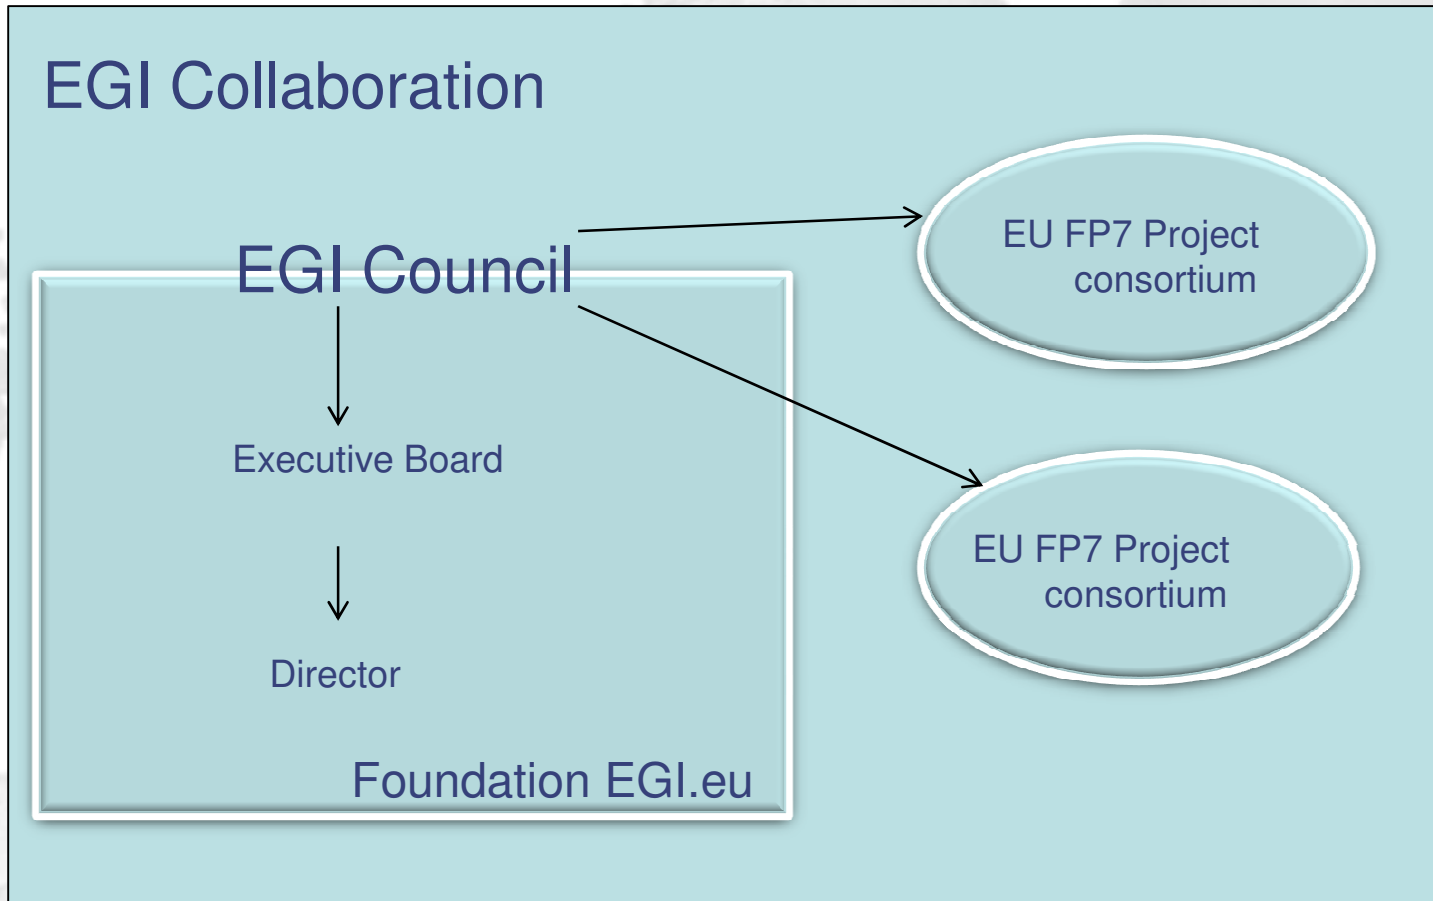 EGI Collaboration
EGI Council
Executive Board
Director
Foundation EGI.eu
EU FP7 Project
consortium
EU FP7 Project
consortium